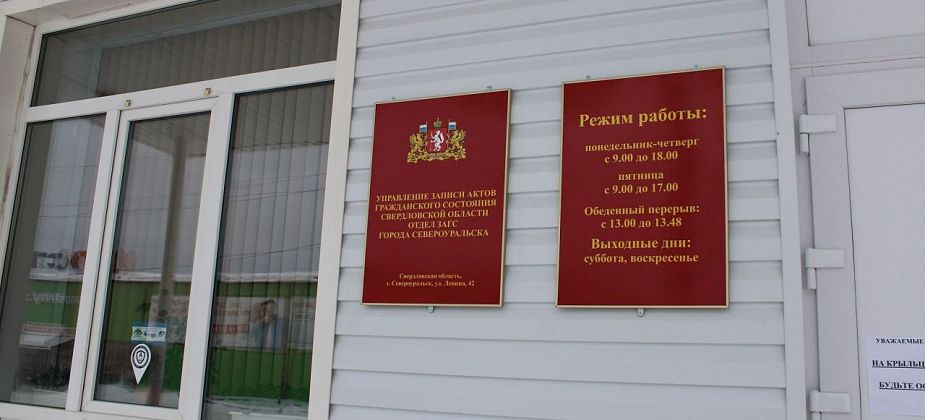 УПРАВЛЕНИЕ ЗАПИСИ АКТОВ
ГРАЖДАНСКОГО СОСТОЯНИЯ
СВЕРДЛОВСКОЙ ОБЛАСТИ
ОТДЕЛ ЗАГС
ГОРОДА СЕВЕРОУРАЛЬСКА
Свердловская область,
г. Североуральск, ул. Ленина, 42
Режим работы:
понедельник-четверг
с 9.00 до 18.00
пятница
с 9.00 до 17.00
Обеденный перерыв:
с 13.00 до 13.48
Выходные дни:
суббота, воскресенье
УВАЖАЕМЫЕ
НА
БУДЬТЕ